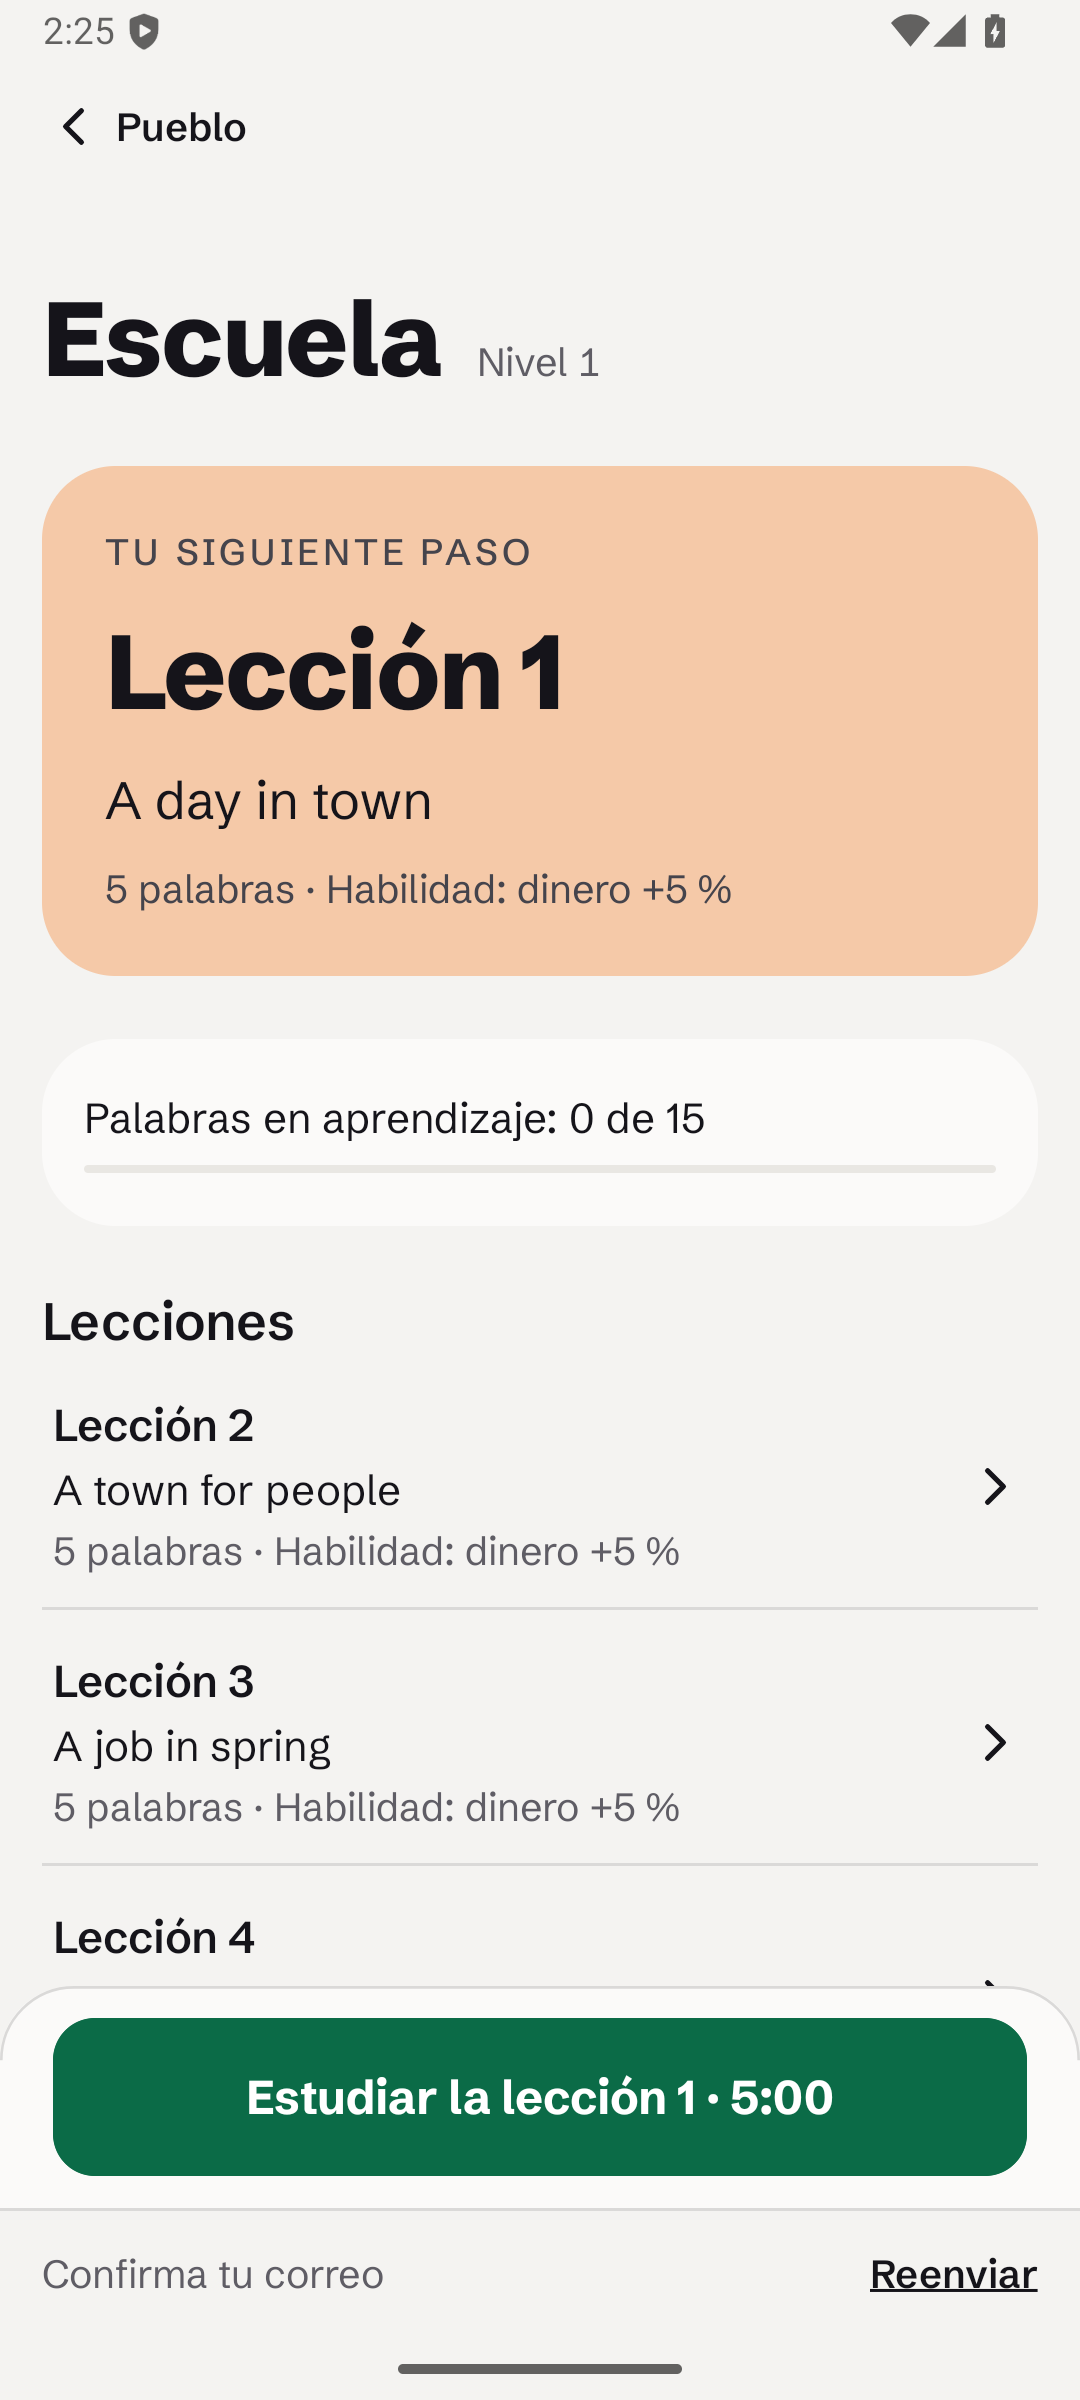 2:25
Pueblo
Escuela Nivel 1
TU SIGUIENTE PASO
Lección 1
A day in town
5 palabras · Habilidad: dinero +5 %
Palabras en aprendizaje: 0 de 15
Lecciones
Lección 2
A town for people
5 palabras · Habilidad: dinero +5 %
Lección 3
A job in spring
5 palabras · Habilidad: dinero +5 %
Lección 4
Estudiar la lección 1 · 5:00
Confirma tu correo Reenviar